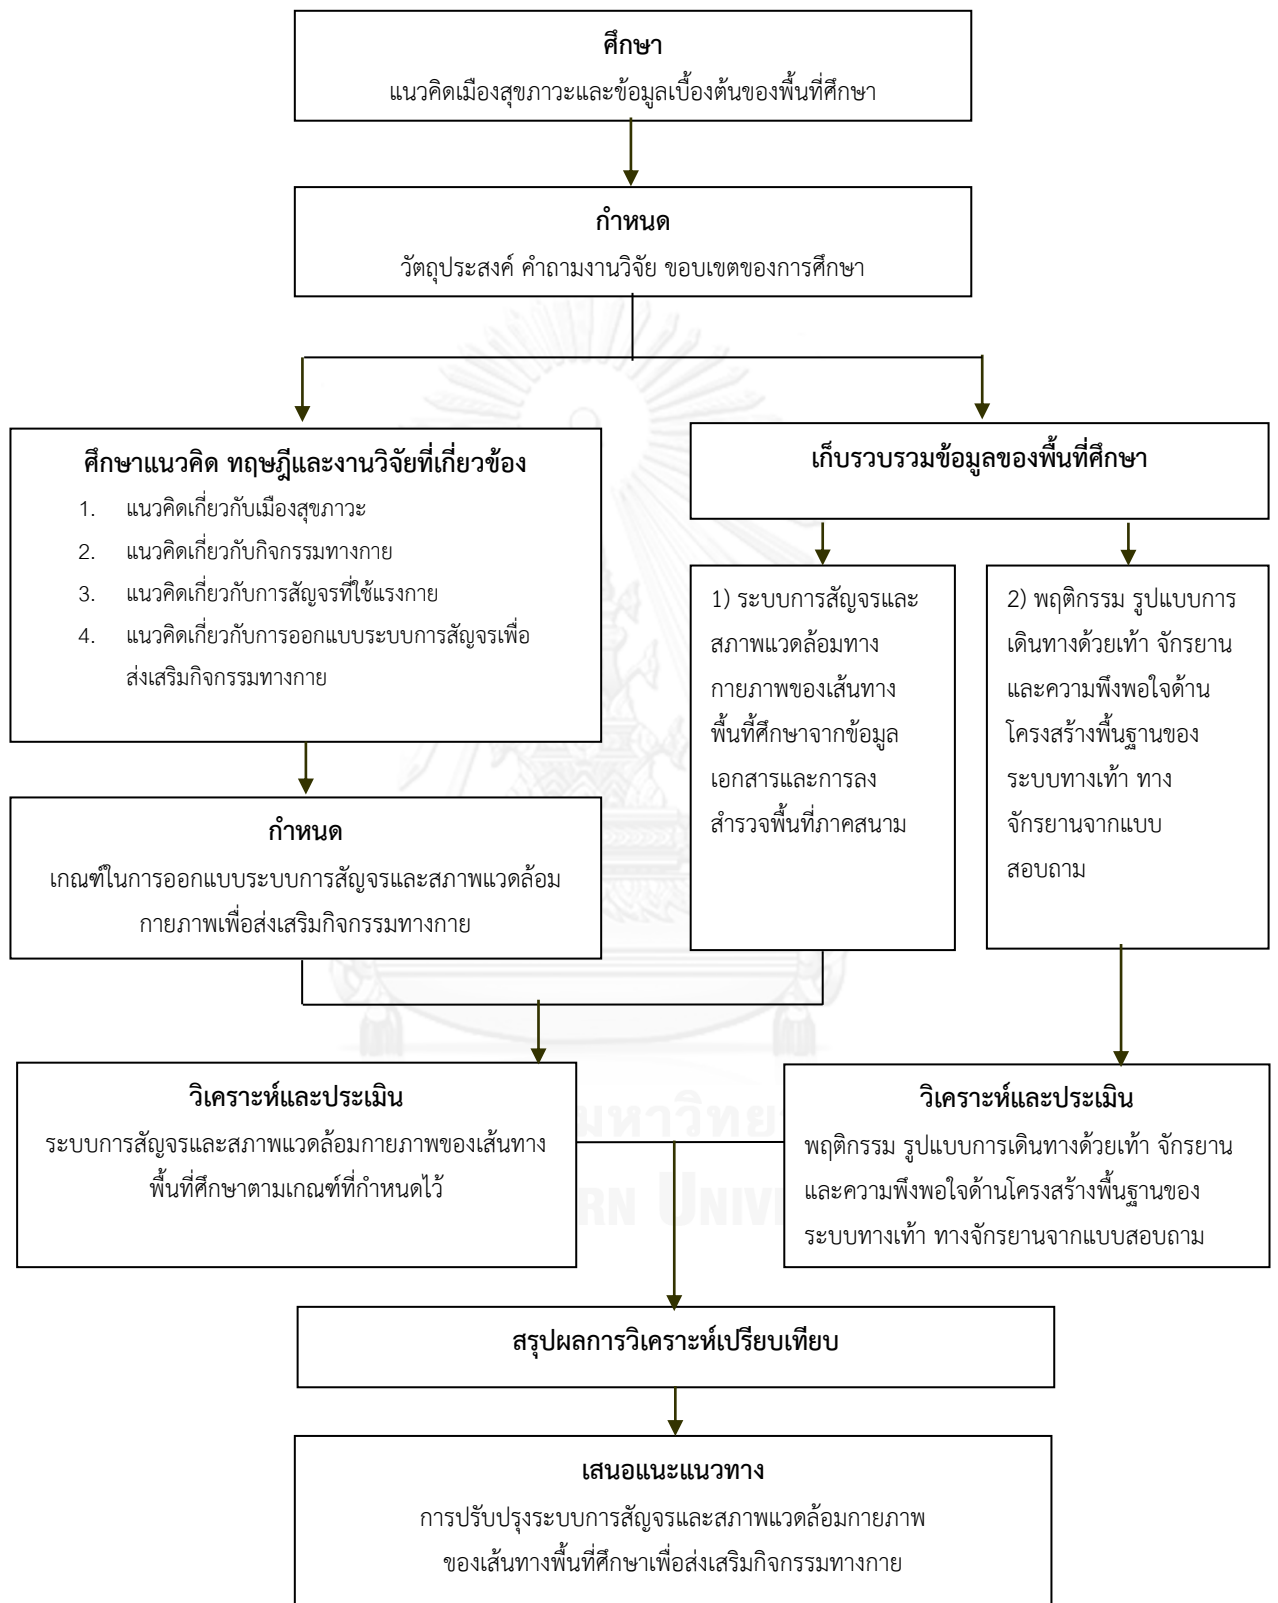 ศึกษา
แนวคิดเมืองสุขภาวะและข้อมูลเบื้องต้นของพื้นที่ศึกษา
กำหนด
วัตถุประสงค์ คำถามงานวิจัย ขอบเขตของการศึกษา
ศึกษาแนวคิด ทฤษฎีและงานวิจัยที่เกี่ยวข้อง
1. แนวคิดเกี่ยวกับเมืองสุขภาวะ
2. แนวคิดเกี่ยวกับกิจกรรมทางกาย
3. แนวคิดเกี่ยวกับการสัญจรที่ใช้แรงกาย
4. แนวคิดเกี่ยวกับการออกแบบระบบการสัญจรเพื่อ
ส่งเสริมกิจกรรมทางกาย
เก็บรวบรวมข้อมูลของพื้นที่ศึกษา
1) ระบบการสัญจรและ
สภาพแวดล้อมทาง
กายภาพของเส้นทาง
พื้นที่ศึกษาจากข้อมูล
เอกสารและการลง
สำรวจพื้นที่ภาคสนาม
2) พฤติกรรม รูปแบบการ
เดินทางด้วยเท้า จักรยาน
และความพึงพอใจด้าน
โครงสร้างพื้นฐานของ
ระบบทางเท้า ทาง
จักรยานจากแบบ
สอบถาม
กำหนด
เกณฑ์ในการออกแบบระบบการสัญจรและสภาพแวดล้อม
กายภาพเพื่อส่งเสริมกิจกรรมทางกาย
วิเคราะห์และประเมิน
ระบบการสัญจรและสภาพแวดล้อมกายภาพของเส้นทาง
พื้นที่ศึกษาตามเกณฑ์ที่กำหนดไว้
วิเคราะห์และประเมิน
พฤติกรรม รูปแบบการเดินทางด้วยเท้า จักรยาน
และความพึงพอใจด้านโครงสร้างพื้นฐานของ
ระบบทางเท้า ทางจักรยานจากแบบสอบถาม
มหาวิทย
RN UNIVE
สรุปผลการวิเคราะห์เปรียบเทียบ
เสนอแนะแนวทาง
การปรับปรุงระบบการสัญจรและสภาพแวดล้อมกายภาพ
ของเส้นทางพื้นที่ศึกษาเพื่อส่งเสริมกิจกรรมทางกาย